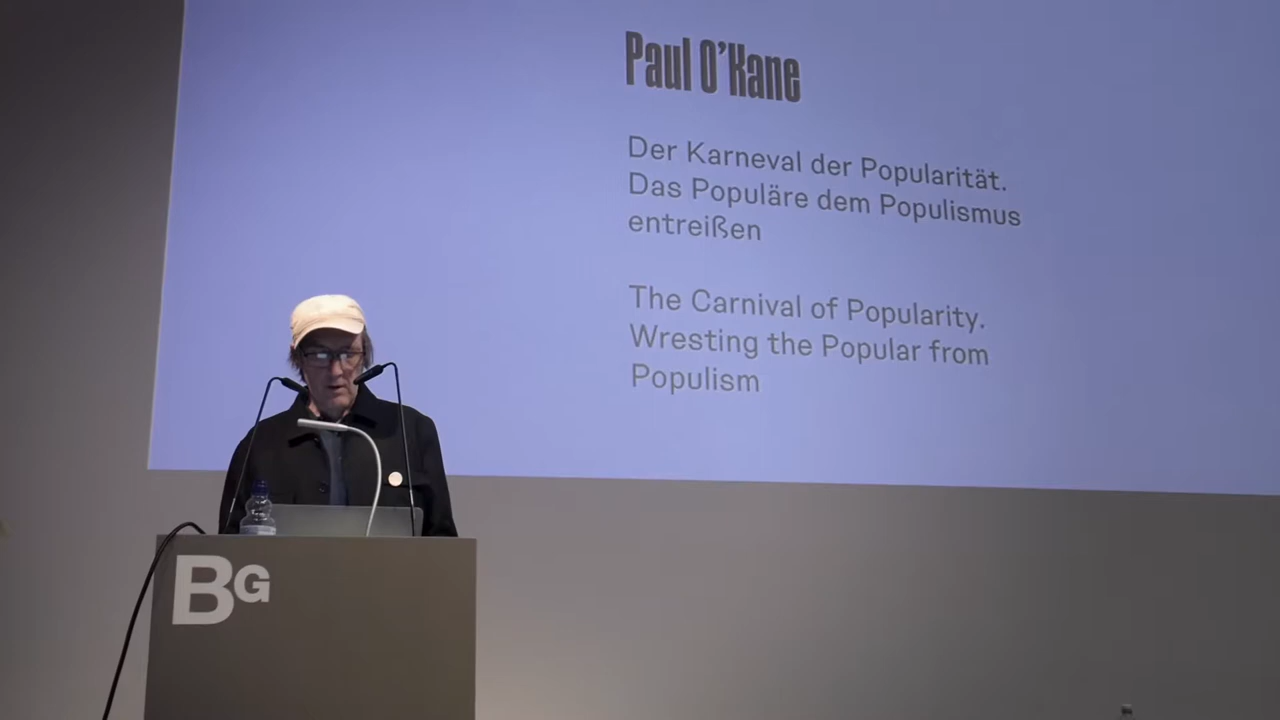 Paul O'Kane
Der Karneval der Popularität.
Das Populäre dem Populismus
entreißen
The Carnival of Popularity.
Wresting the Popular from
Populism
BG